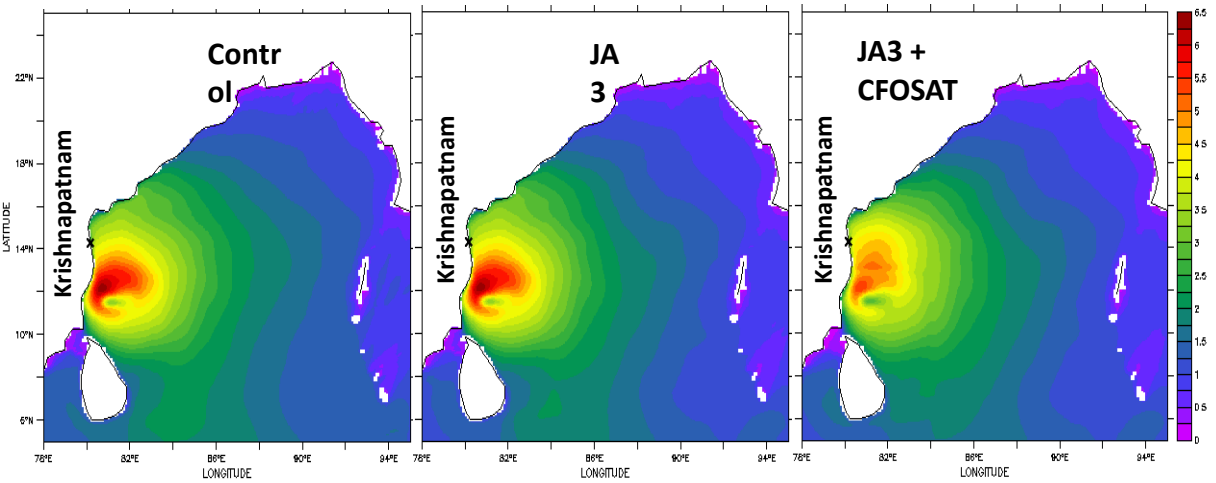 Contr
ol
JA
3
JA3 +
CFOSAT
Krishnapatnam
Krishnapatnam
Krishnapatnam
LATITUDE
22°N
18°N
14°N
10°N
6°N
78°E
82°E
86°E
90°E
94°E
LONGITUDE
78°E
82°E
86°E
90°E
94°E
LONGITUDE
78°E
82°E
86°E
90°E
94°E
LONGITUDE
6.5
6
5.5
5
4.5
4
3.5
3
2.5
2
1.5
1
0.5
0